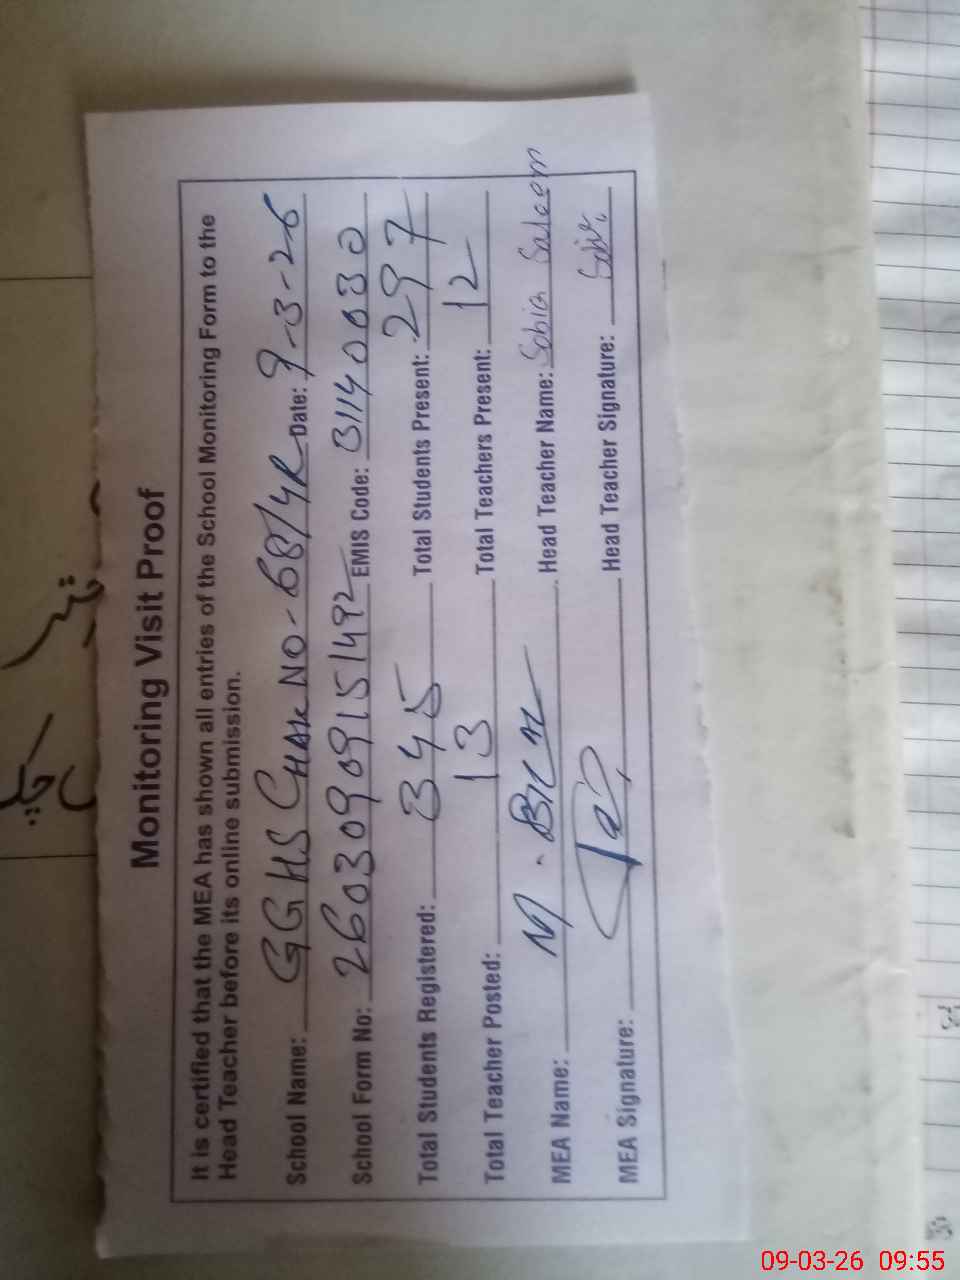 Monitoring Visit Proof
It is certified that the MEA has shown all entries of the School Monitoring Form to the
Head Teacher before its online submission.
School Name: GGHS CHAK NO-68/4R Date: 9-3-26
School Form No: 26030909151492 EMIS Code: 31140030
Total Students Registered: 345 Total Students Present: 297
Total Teacher Posted: 13 Total Teachers Present: 12
MEA Name: M. Head Teacher Name: Sobia Saleem
MEA Signature: Head Teacher Signature: Sobia
09-03-26 09:55